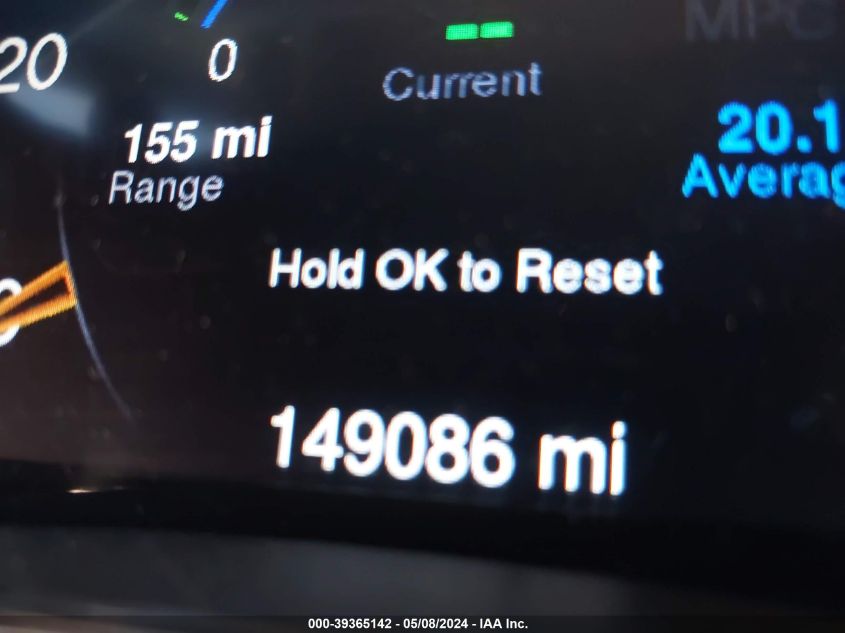 MPG
20
0
Current
155 mi
20.1
Range
Hold OK to Reset
149086 mi
000-39365142 - 05/08/2024 - IAA Inc.